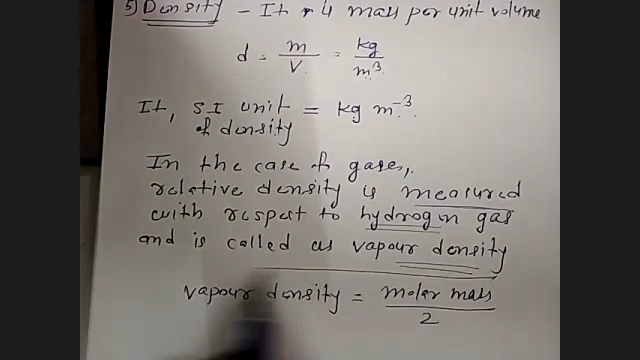 5) Density - It is mass per unit volume
d = m/V = kg/m³
It, S.I unit of density = kg m⁻³
In the case of gases,
relative density is measured
with respect to hydrogen gas
and is called as vapour density
vapour density = molar mass/2